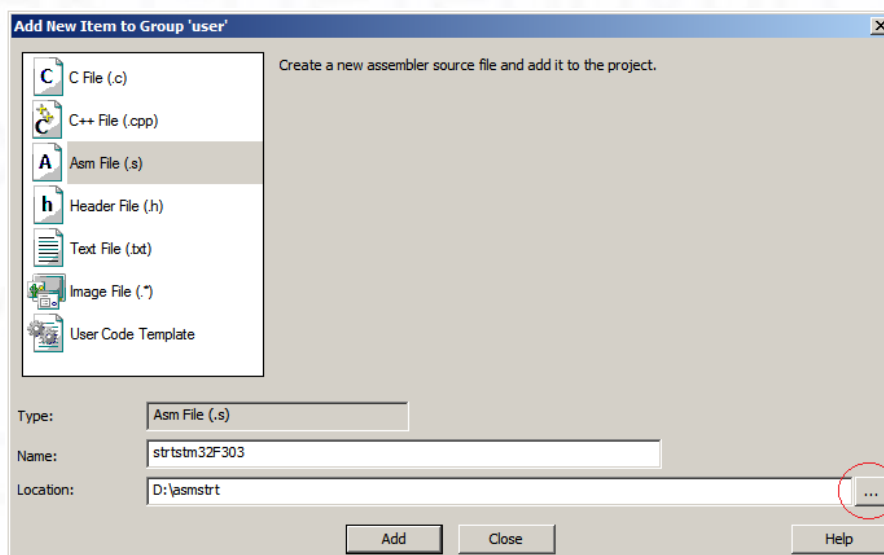 Add New Item to Group 'user'
C File (.c)
Create a new assembler source file and add it to the project.
C++ File (.cpp)
Asm File (.s)
Header File (.h)
Text File (.txt)
Image File (.*)
User Code Template
Type:
Asm File (.s)
Name:
strtstm32F303
Location:
D:\asmstrt
...
Add
Close
Help